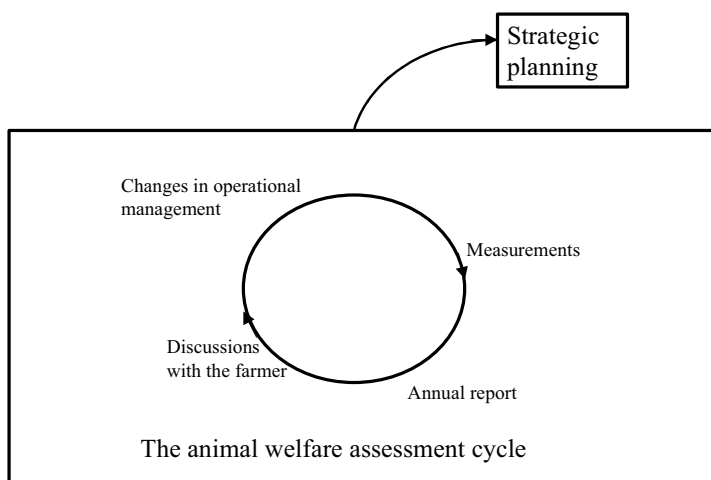 Strategic
planning
Changes in operational
management
Measurements
Discussions
with the farmer
Annual report
The animal welfare assessment cycle